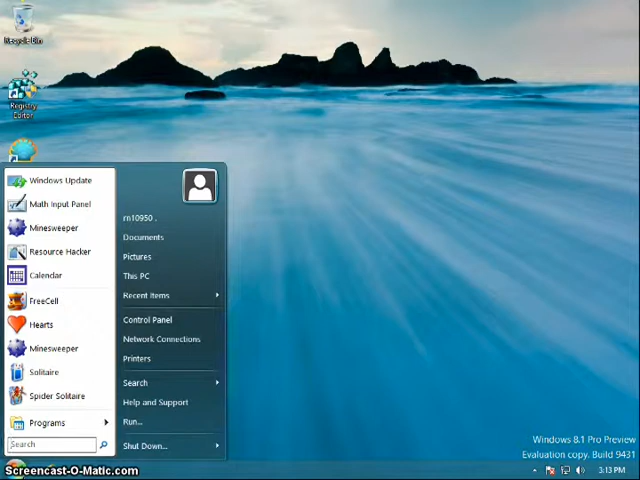 Recycle Bin
Registry
Editor
Windows Update
Math Input Panel
Minesweeper
Resource Hacker
Calendar
FreeCell
Hearts
Minesweeper
Solitaire
Spider Solitaire
Programs
Search
rn10950 .
Documents
Pictures
This PC
Recent Items
Control Panel
Network Connections
Printers
Search
Help and Support
Run...
Shut Down...
Windows 8.1 Pro Preview
Evaluation copy. Build 9431
3:13 PM
Screencast-O-Matic.com